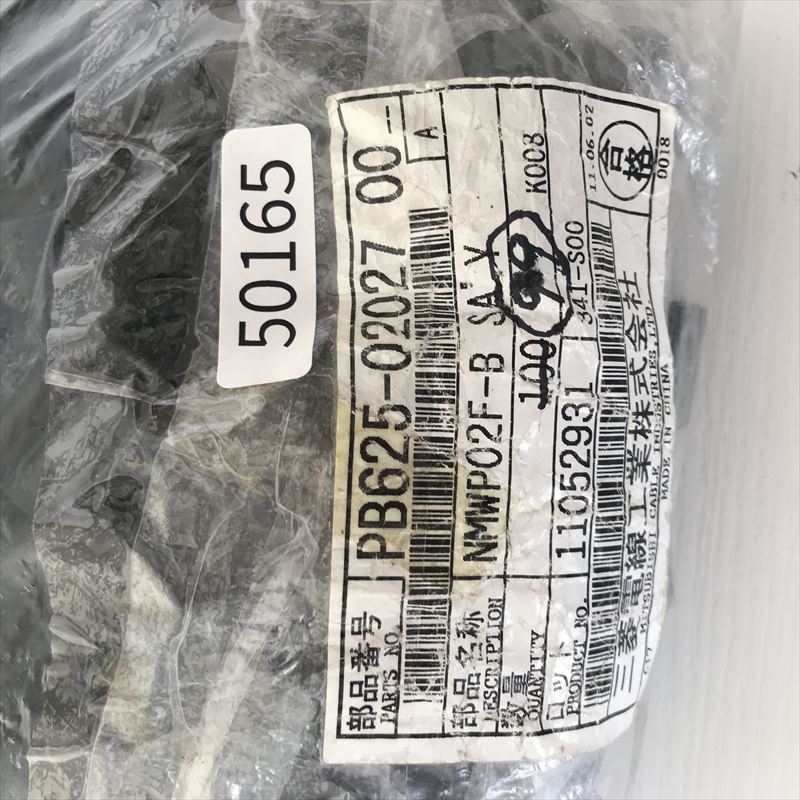 50165
部品番号
PARTS NO.
PB625-02027 00 --
A
部品名称
DESCRIPTION
NMWP02F-B SA Y
数量
QUANTITY
100
99
K003
ロット
PRODUCT NO.
11052931
341-S00
11.06.02
三菱電線工業株式会社
MITSUBISHI CABLE INDUSTRIES,LTD.
MADE IN CHINA
合格
0018